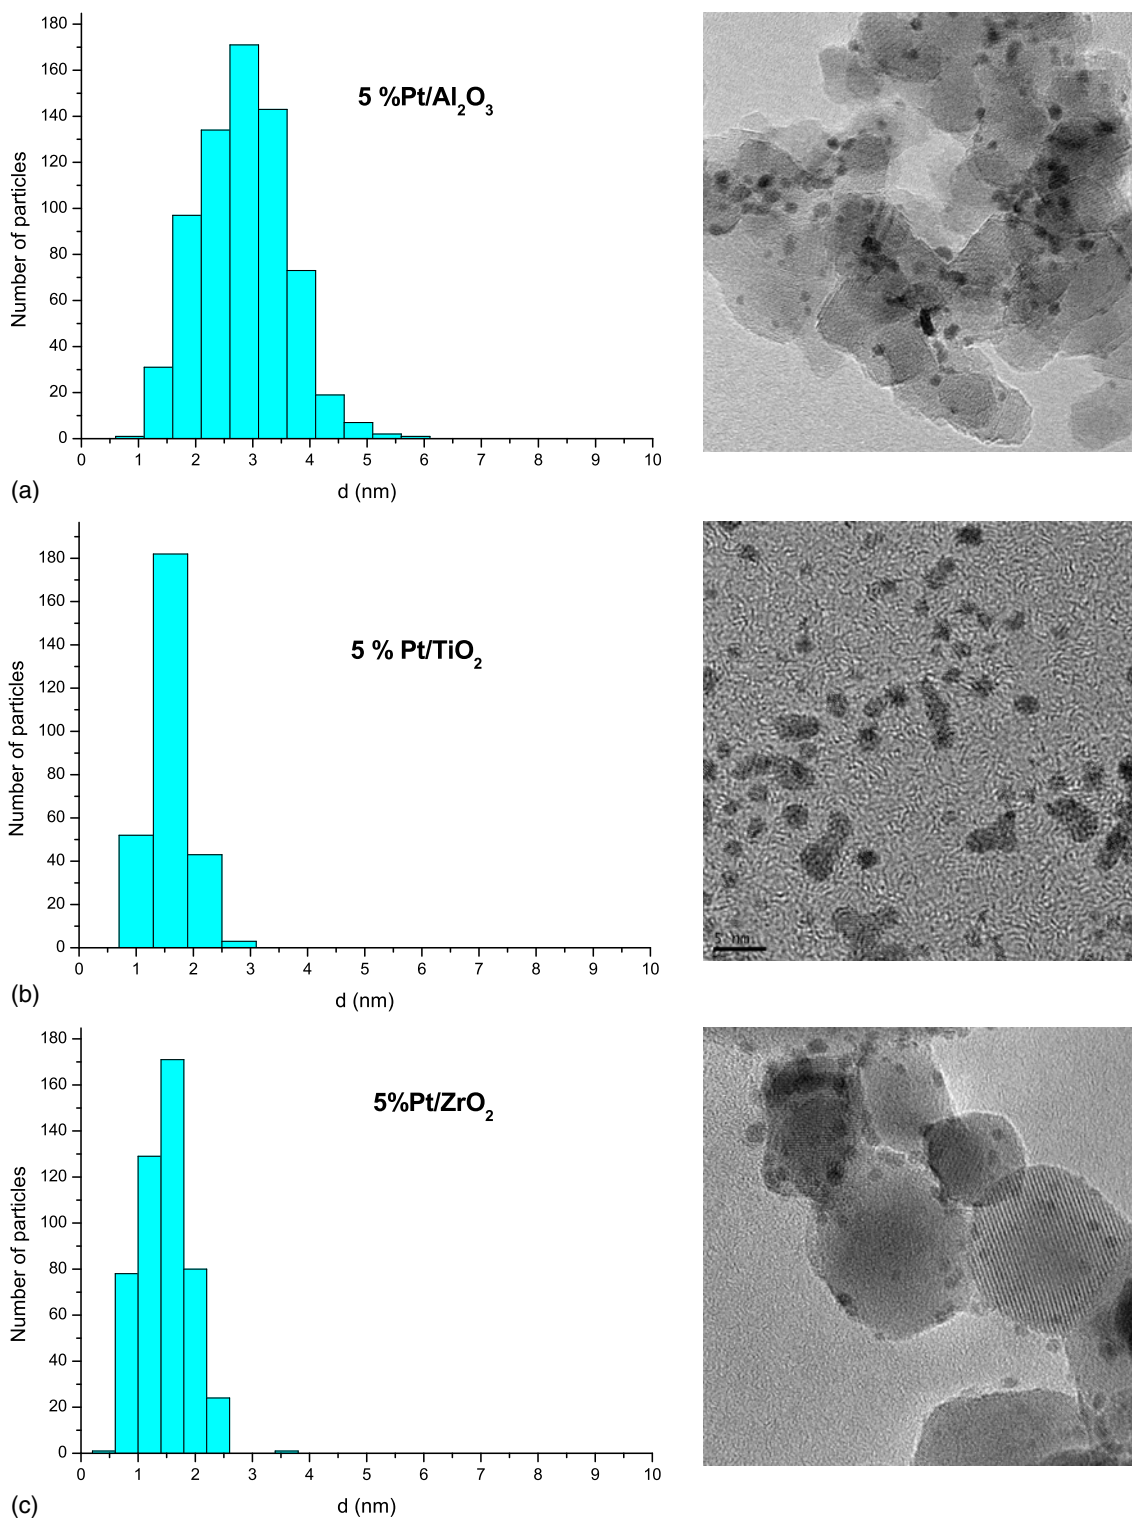 180
160
140
120
100
80
60
40
20
0
Number of particles
5 %Pt/Al₂O₃
0 1 2 3 4 5 6 7 8 9 10
d (nm)
(a)
180
160
140
120
100
80
60
40
20
0
Number of particles
5 % Pt/TiO₂
0 1 2 3 4 5 6 7 8 9 10
d (nm)
5 nm
(b)
180
160
140
120
100
80
60
40
20
0
Number of particles
5%Pt/ZrO₂
0 1 2 3 4 5 6 7 8 9 10
d (nm)
(c)